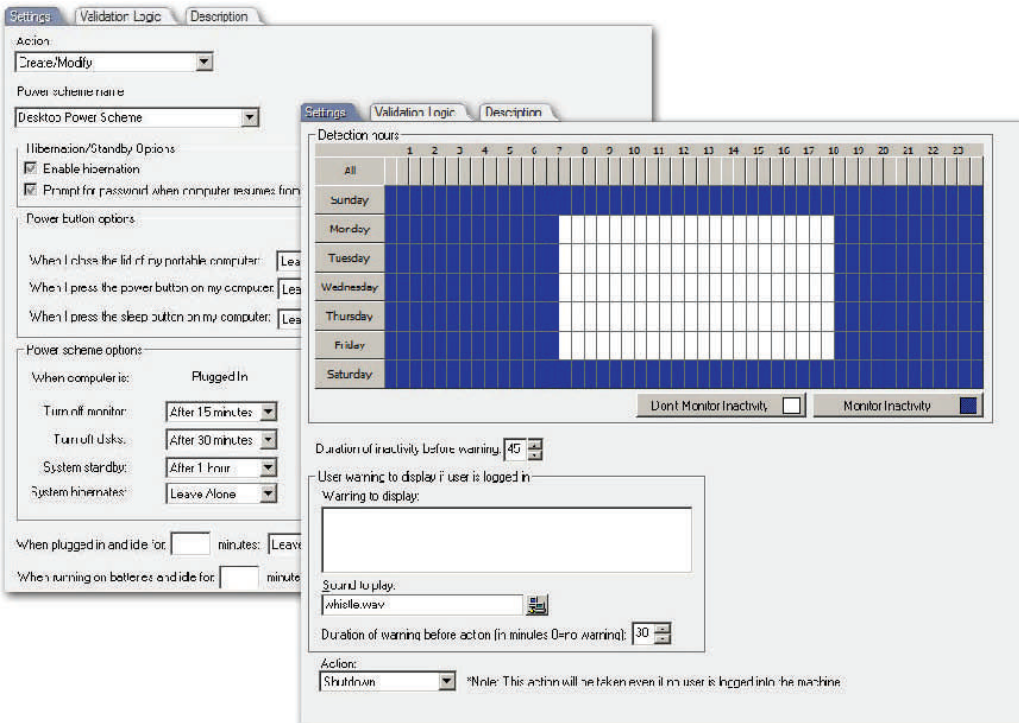 Settings Validation Logic Description
Action:
Create/Modify
Power scheme name
Desktop Power Scheme
Hibernation/Standby Options
Enable hibernation
Prompt for password when computer resumes from
Power button options
When I close the lid of my portable computer: Lea
When I press the power button on my computer: Lea
When I press the sleep button on my computer: Lea
Power scheme options
When computer is: Plugged In
Turn off monitor: After 15 minutes
Turn off disks: After 30 minutes
System standby: After 1 hour
System hibernates: Leave Alone
When plugged in and idle for: minutes: Leave
When running on batteries and idle for: minute
Settings Validation Logic Description
Detection hours
1 2 3 4 5 6 7 8 9 10 11 12 13 14 15 16 17 18 19 20 21 22 23
All
Sunday
Monday
Tuesday
Wednesday
Thursday
Friday
Saturday
Don't Monitor Inactivity Monitor Inactivity
Duration of inactivity before warning: 45
User warning to display if user is logged in
Warning to display:
Sound to play:
whistle.wav
Duration of warning before action (in minutes 0=no warning): 30
Action:
Shutdown *Note: This action will be taken even if no user is logged into the machine